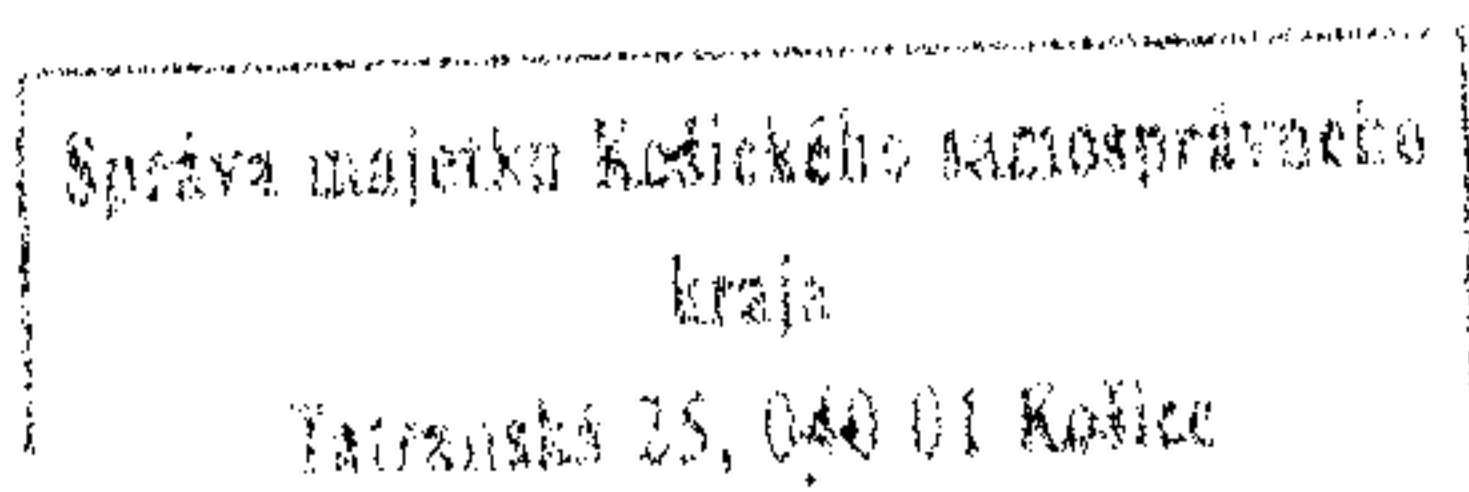 Správa majetku Košického samosprávneho
kraja
Tatranská 25, 040 01 Košice